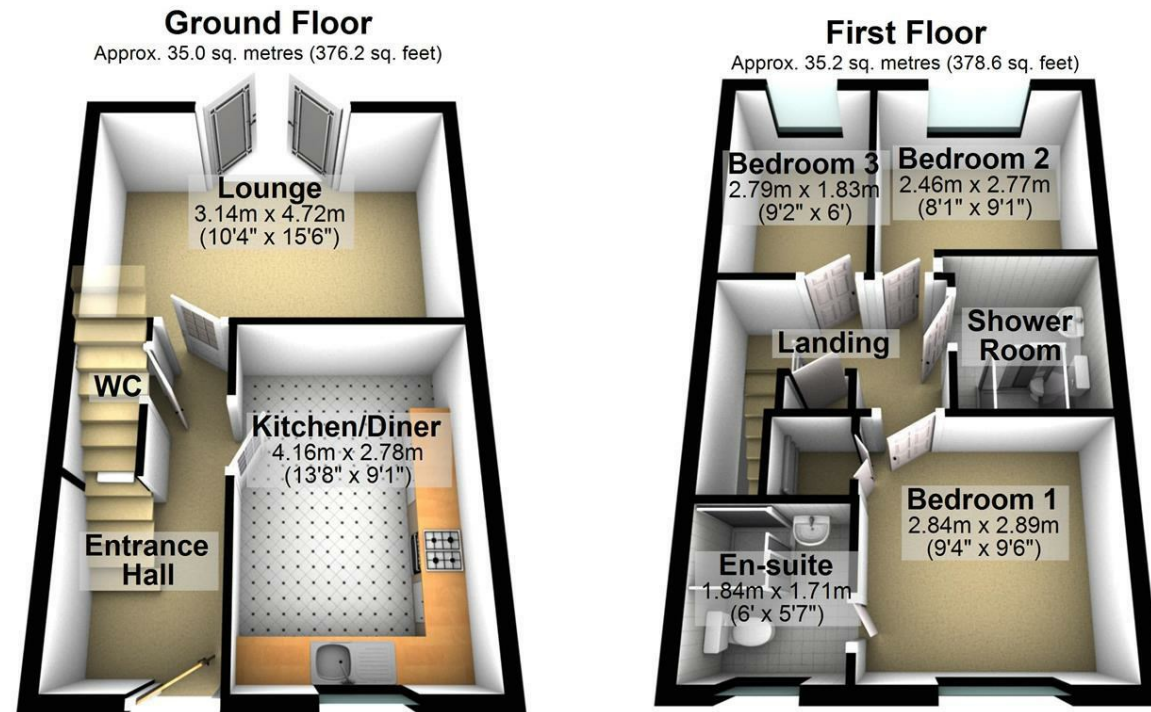 Ground Floor
Approx. 35.0 sq. metres (376.2 sq. feet)
Lounge
3.14m x 4.72m
(10'4" x 15'6")
WC
Kitchen/Diner
4.16m x 2.78m
(13'8" x 9'1")
Entrance
Hall
First Floor
Approx. 35.2 sq. metres (378.6 sq. feet)
Bedroom 3
2.79m x 1.83m
(9'2" x 6')
Bedroom 2
2.46m x 2.77m
(8'1" x 9'1")
Landing
Shower
Room
Bedroom 1
2.84m x 2.89m
(9'4" x 9'6")
En-suite
1.84m x 1.71m
(6' x 5'7")